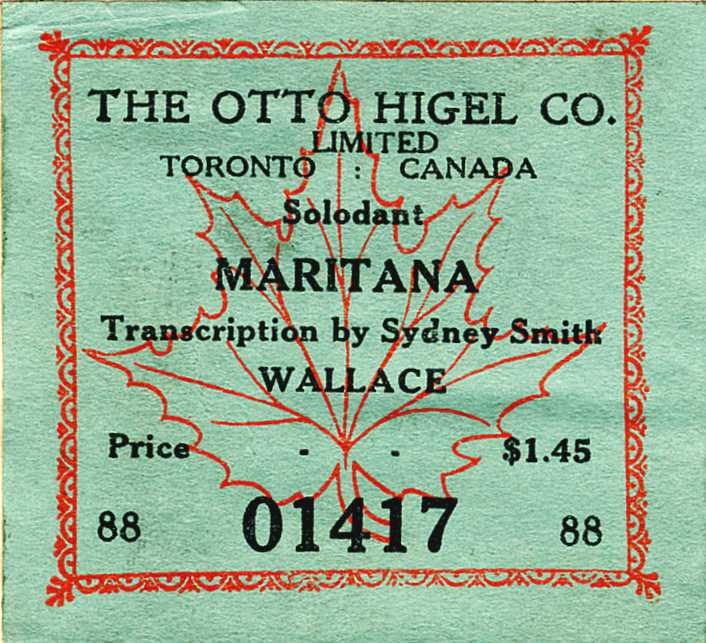 THE OTTO HIGEL CO.
LIMITED
TORONTO : CANADA
Solodant
MARITANA
Transcription by Sydney Smith
WALLACE
Price - - $1.45
88 01417 88